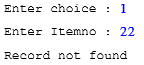 Enter choice : 1
Enter Itemno : 22
Record not found